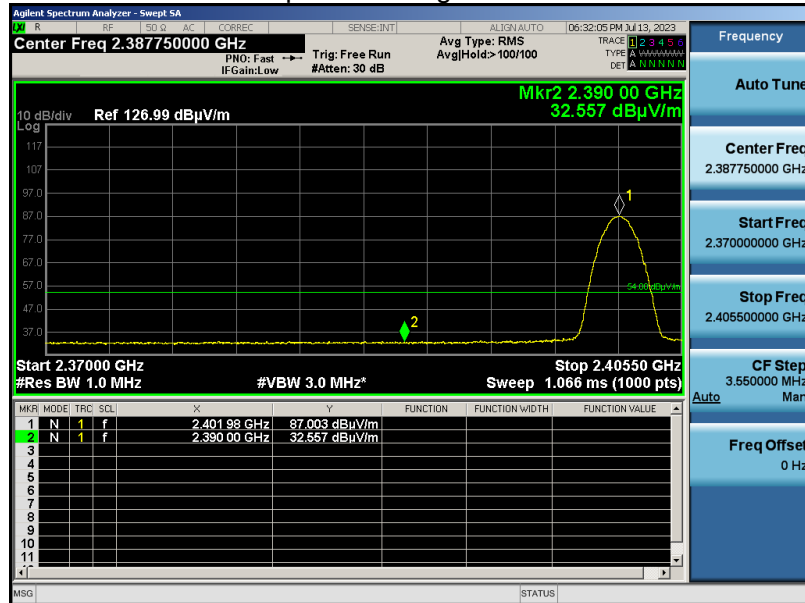 Agilent Spectrum Analyzer - Swept SA
LXI R RF 50 Ω AC CORREC SENSE:INT ALIGN AUTO 06:32:05 PM Jul 13, 2023
Center Freq 2.387750000 GHz
PNO: Fast
IFGain:Low
Trig: Free Run
#Atten: 30 dB
Avg Type: RMS
Avg|Hold:>100/100
TRACE 1 2 3 4 5 6
TYPE A WWWWW
DET A N N N N N
Frequency
Mkr2 2.390 00 GHz
32.557 dBµV/m
10 dB/div Ref 126.99 dBµV/m
Log
117
107
97.0
87.0
77.0
67.0
57.0
47.0
37.0
1
54.00 dBµV/m
2
Start 2.37000 GHz Stop 2.40550 GHz
#Res BW 1.0 MHz #VBW 3.0 MHz* Sweep 1.066 ms (1000 pts)
MKR MODE TRC SCL X Y FUNCTION FUNCTION WIDTH FUNCTION VALUE
1 N 1 f 2.401 98 GHz 87.003 dBµV/m
2 N 1 f 2.390 00 GHz 32.557 dBµV/m
3
4
5
6
7
8
9
10
11
MSG STATUS
Auto Tune
Center Freq
2.387750000 GHz
Start Freq
2.370000000 GHz
Stop Freq
2.405500000 GHz
CF Step
3.550000 MHz
Auto Man
Freq Offset
0 Hz